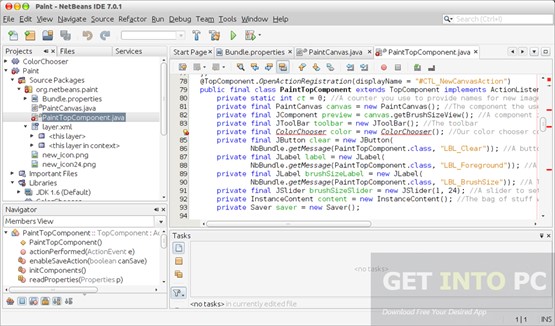 Paint - NetBeans IDE 7.0.1
File Edit View Navigate Source Refactor Run Debug Team Tools Window Help
Search (Ctrl+I)
<default config>
Projects Files Services
ColorChooser
Paint
Source Packages
org.netbeans.paint
Bundle.properties
PaintCanvas.java
PaintTopComponent.java
layer.xml
<this layer>
<this layer in context>
new_icon.png
new_icon24.png
Important Files
Libraries
JDK 1.6 (Default)
ColorChooser
Navigator
Members View
PaintTopComponent :: TopComponent : Ac
PaintTopComponent()
actionPerformed(ActionEvent e)
enableSaveAction(boolean canSave)
initComponents()
readProperties(Properties p)
Start Page Bundle.properties PaintCanvas.java PaintTopComponent.java
78 @TopComponent.OpenActionRegistration(displayName = "#CTL_NewCanvasAction")
79 public final class PaintTopComponent extends TopComponent implements ActionListen
80 private static int ct = 0; //A counter you use to provide names for new image
81 private final PaintCanvas canvas = new PaintCanvas(); //The component the use
82 private final JComponent preview = canvas.getBrushSizeView(); //A component
83 private final JToolBar toolbar = new JToolBar(); //The toolbar
private final ColorChooser color = new ColorChooser(); //Our color chooser co
85 private final JButton clear = new JButton(
86 NbBundle.getMessage(PaintTopComponent.class, "LBL_Clear")); //A butt
87 private final JLabel label = new JLabel(
88 NbBundle.getMessage(PaintTopComponent.class, "LBL_Foreground")); //A
89 private final JLabel brushSizeLabel = new JLabel(
90 NbBundle.getMessage(PaintTopComponent.class, "LBL_BrushSize")); //A
91 private final JSlider brushSizeSlider = new JSlider(1, 24); //A slider to set
92 private InstanceContent content = new InstanceContent(); //The bag of stuff w
93 private Saver saver = new Saver();
Tasks
<no task>
<no tasks> in currently edited file
1|1 INS
GET INTO PC
Download Free Your Desired App